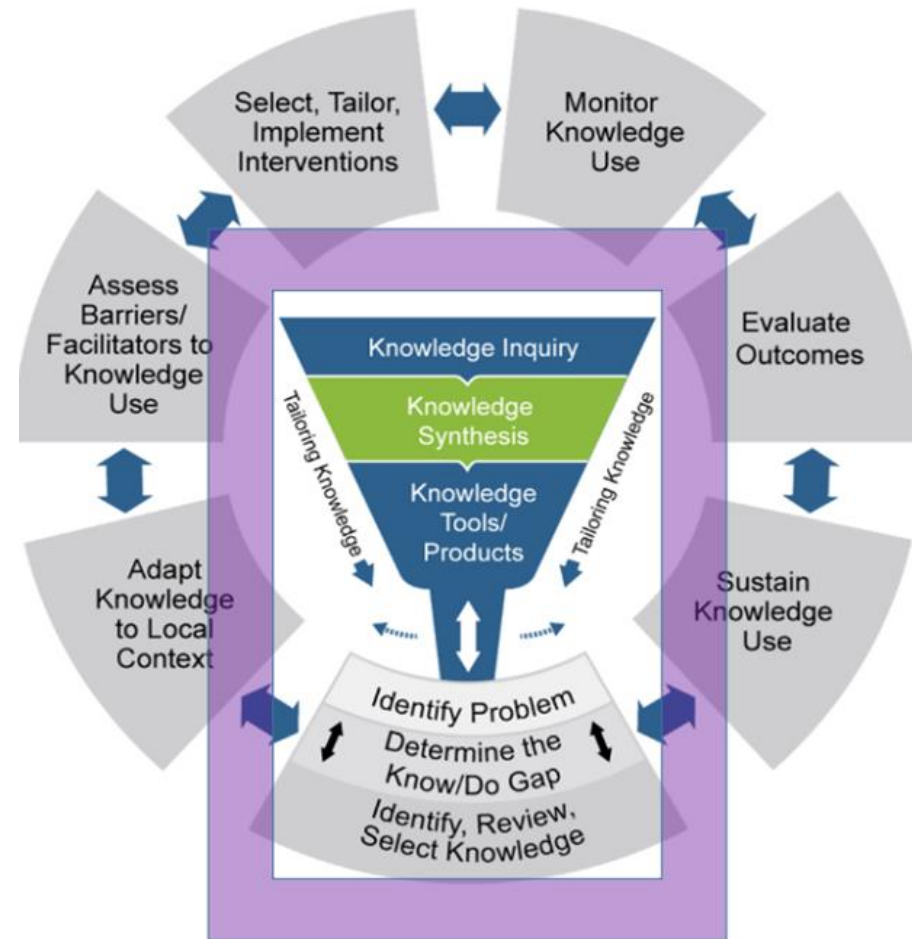 Select, Tailor,
Implement
Interventions
Monitor
Knowledge
Use
Assess
Barriers/
Facilitators to
Knowledge
Use
Evaluate
Outcomes
Knowledge Inquiry
Knowledge
Synthesis
Knowledge
Tools/
Products
Tailoring Knowledge
Tailoring Knowledge
Adapt
Knowledge
to Local
Context
Sustain
Knowledge
Use
Identify Problem
Determine the
Know/Do Gap
Identify, Review,
Select Knowledge